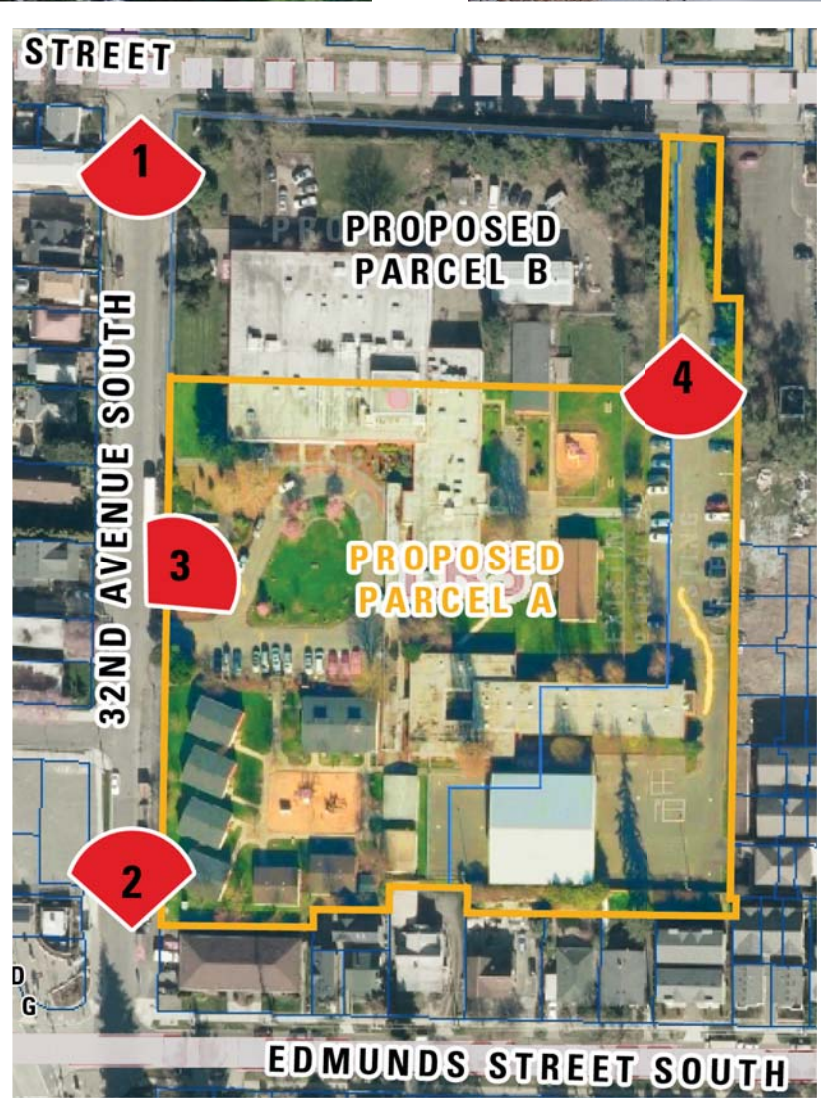 STREET
1
PROPOSED
PARCEL B
4
32ND AVENUE SOUTH
3
PROPOSED
PARCEL A
2
D
G
EDMUNDS STREET SOUTH